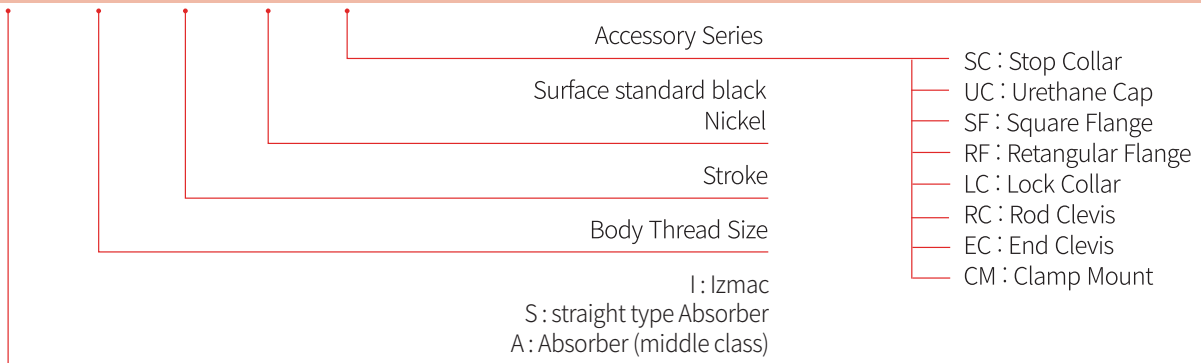 Accessory Series
Surface standard black
Nickel
Stroke
Body Thread Size
I : Izmac
S : straight type Absorber
A : Absorber (middle class)
SC : Stop Collar
UC : Urethane Cap
SF : Square Flange
RF : Retangular Flange
LC : Lock Collar
RC : Rod Clevis
EC : End Clevis
CM : Clamp Mount